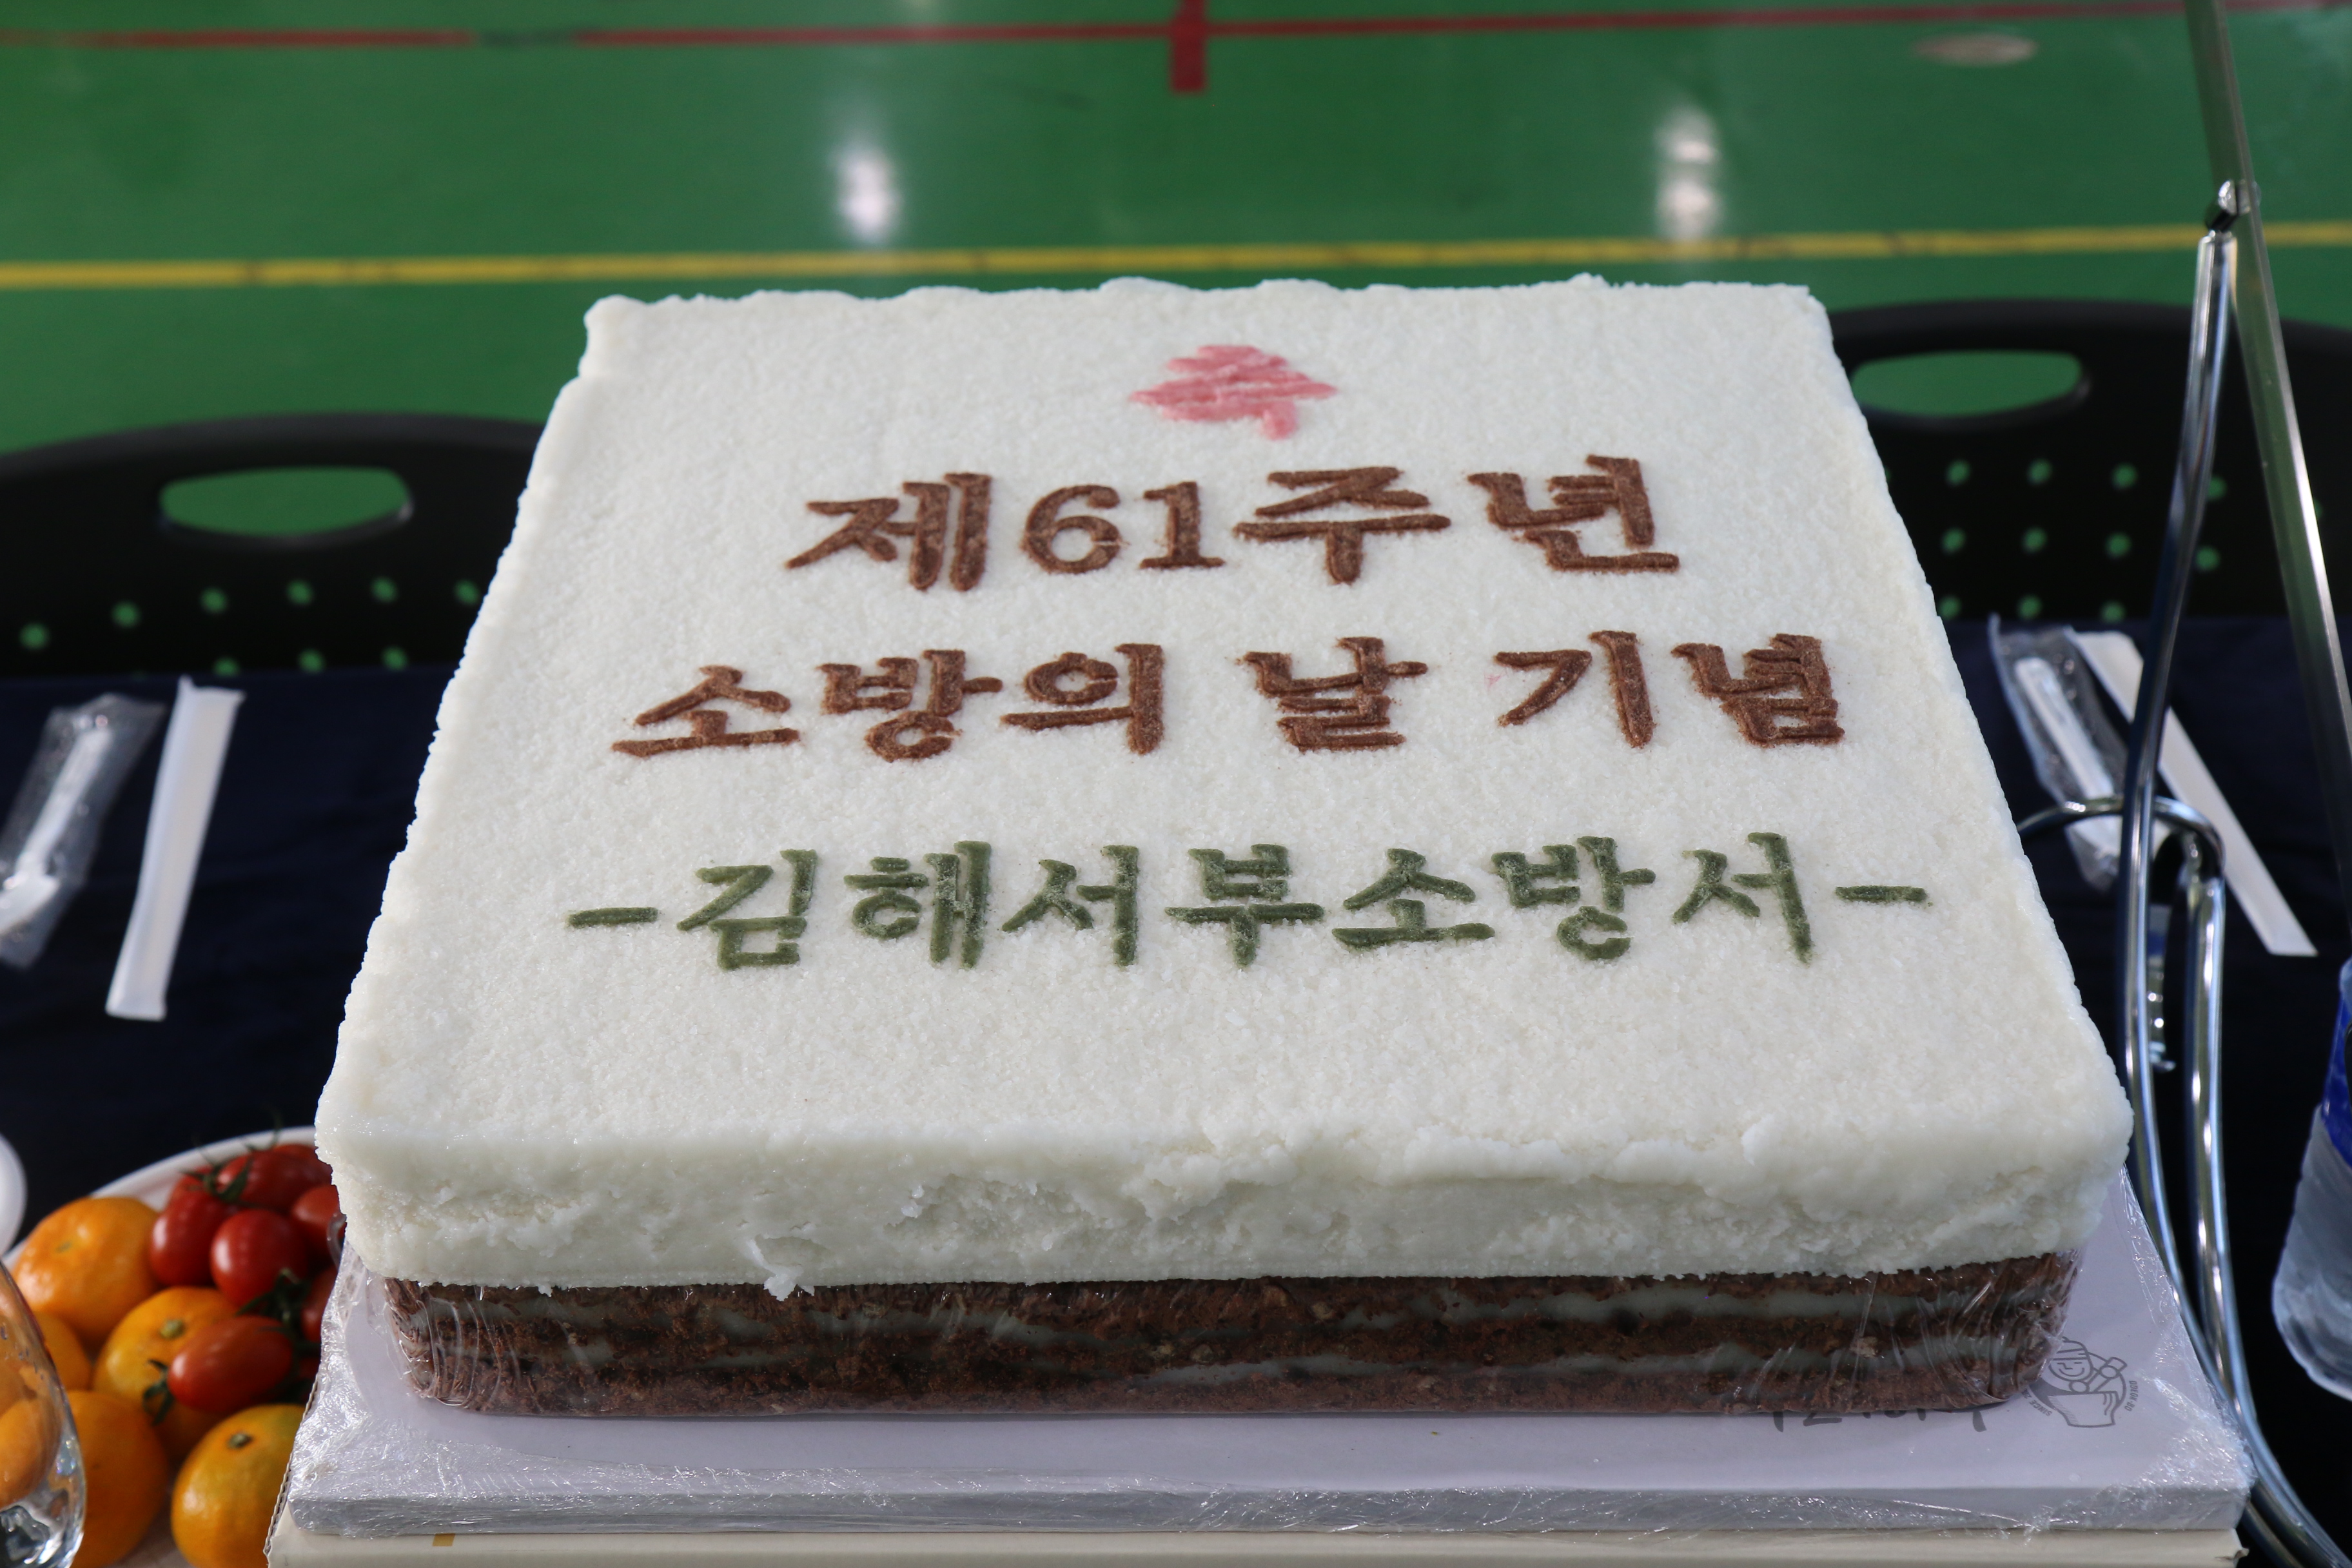 축
제61주년
소방의 날 기념
-김해서부소방서-